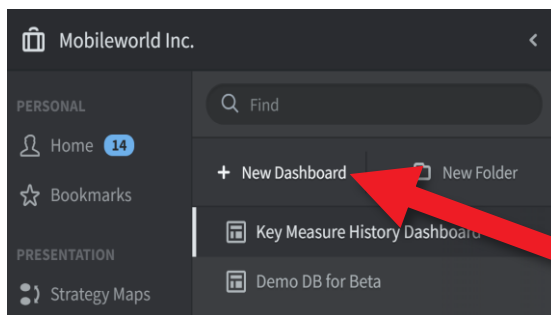 Mobileworld Inc.
PERSONAL
Home 14
Bookmarks
PRESENTATION
Strategy Maps
Find
+ New Dashboard
New Folder
Key Measure History Dashboard
Demo DB for Beta